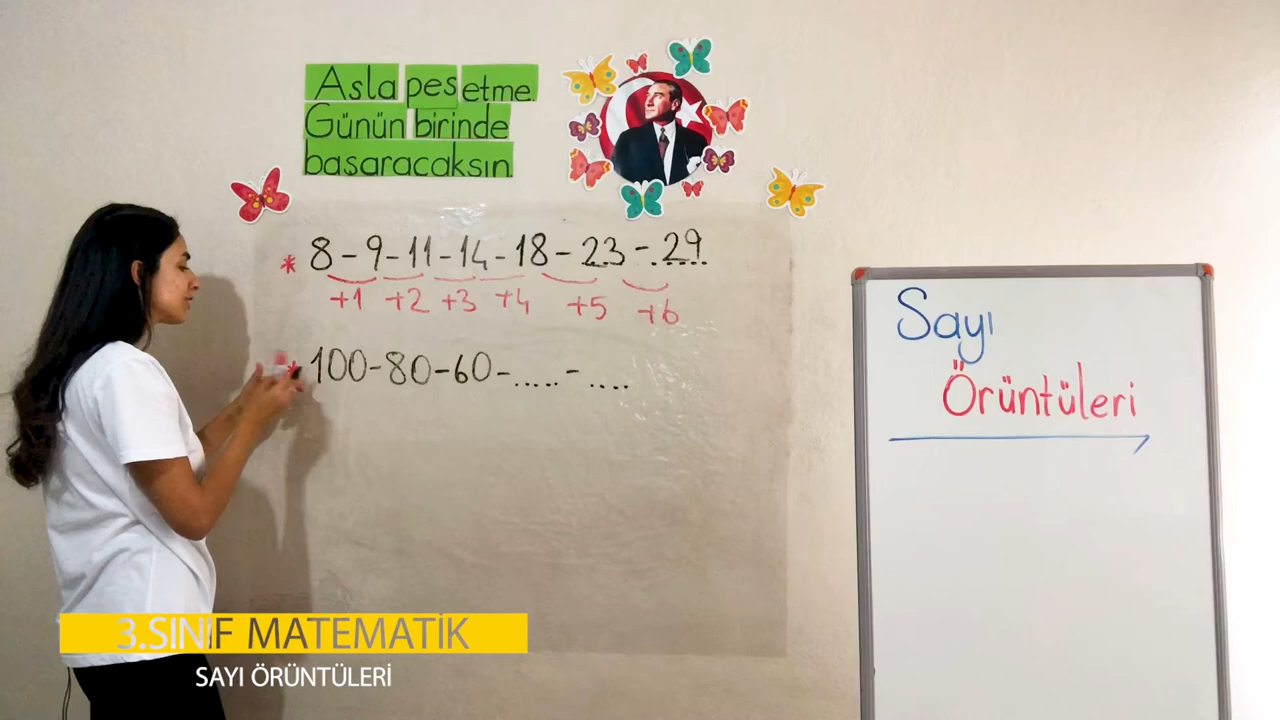 Asla pes etme.
Günün birinde
başaracaksın.
* 8 - 9 - 11 - 14 - 18 - 23 - 29
+1 +2 +3 +4 +5 +6
* 100 - 80 - 60 - ..... - ....
Sayı
Örüntüleri
3.SINIF MATEMATİK
SAYI ÖRÜNTÜLERİ